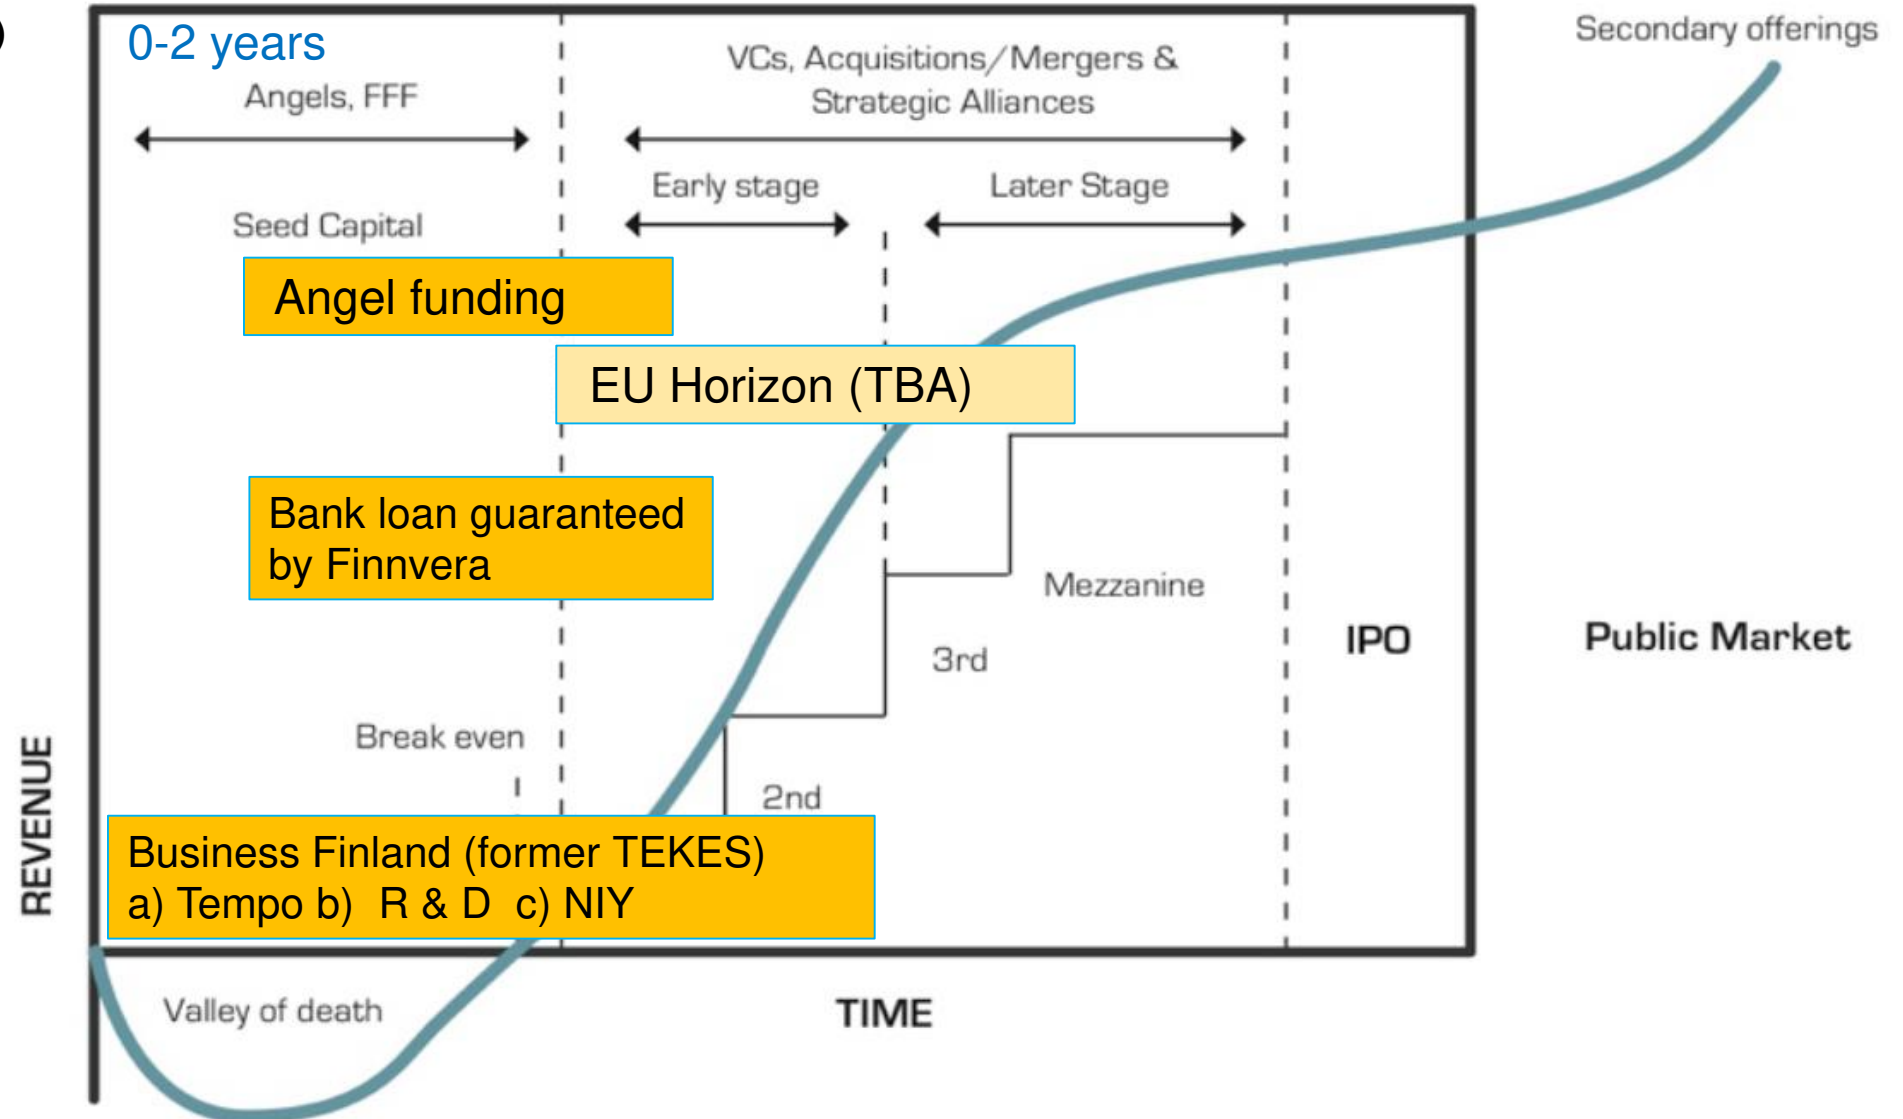 )
0-2 years
Angels, FFF
VCs, Acquisitions/Mergers &
Strategic Alliances
Secondary offerings
Early stage
Later Stage
Seed Capital
Angel funding
EU Horizon (TBA)
Bank loan guaranteed
by Finnvera
Mezzanine
3rd
IPO
Public Market
Break even
2nd
REVENUE
Business Finland (former TEKES)
a) Tempo b)  R & D  c) NIY
Valley of death
TIME